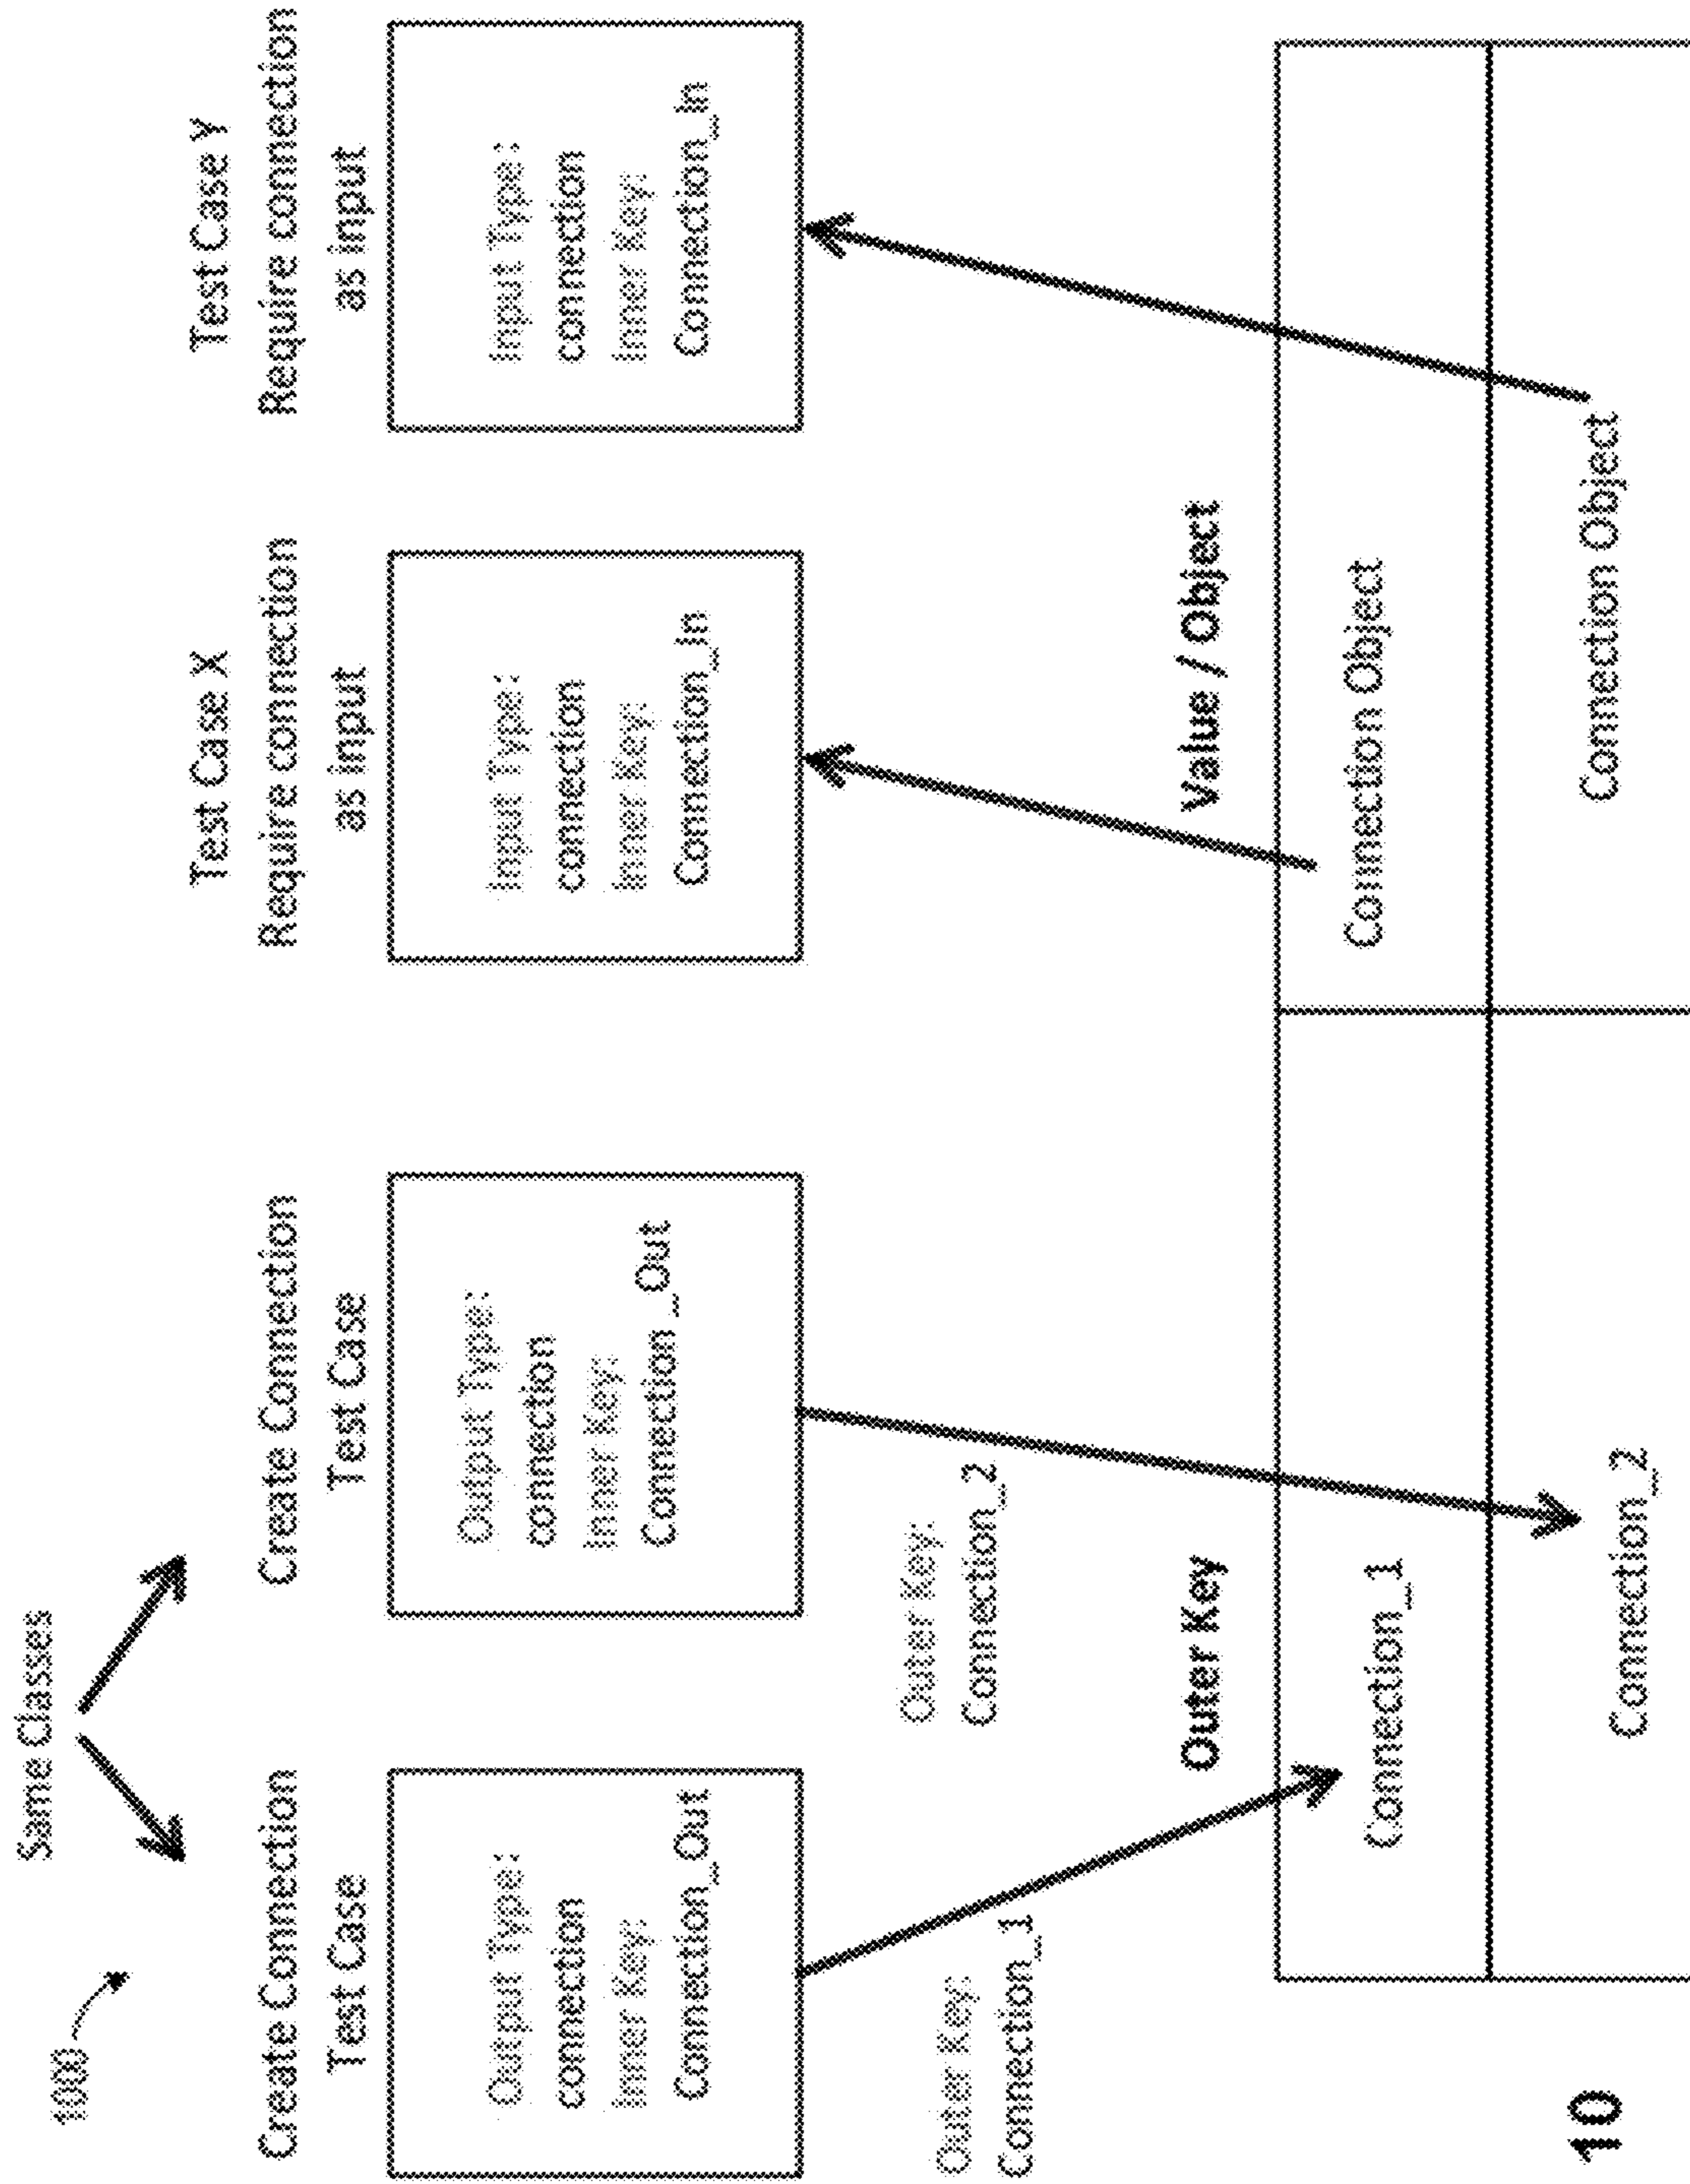 1000
Same Classes
Create Connection
Test Case
Output Type:
connection
Inner Key:
Connection_Out
Create Connection
Test Case
Output Type:
connection
Inner Key:
Connection _Out
Test Case X
Require connection
as input
Input Type:
connection
Inner Key:
Connection_In
Test Case Y
Require connection
as input
Input Type:
connection
Inner Key:
Connection_In
Outer Key:
Connection_1
Outer Key:
Connection_2
Outer Key
Value / Object
Connection_1
Connection Object
Connection_2
Connection Object
10